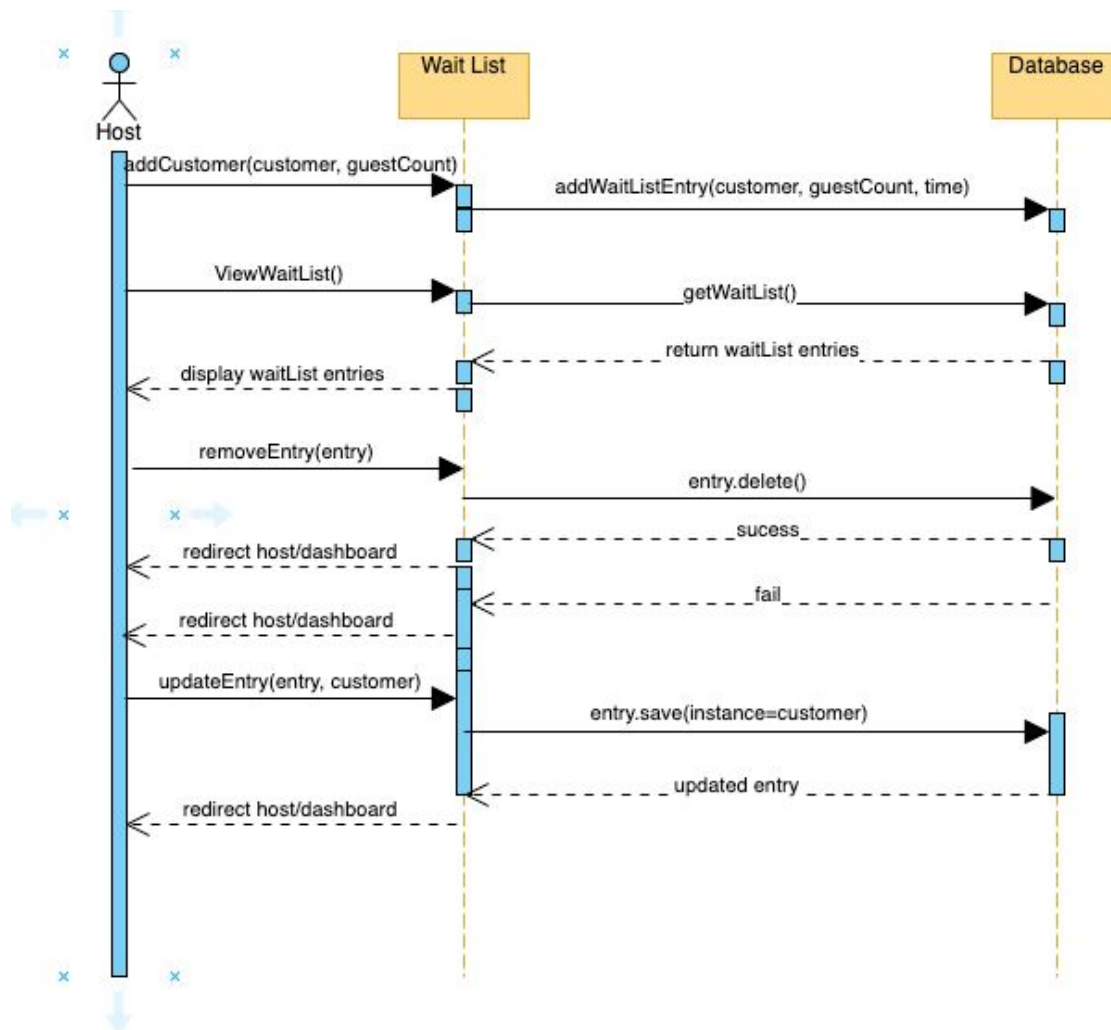 Wait List
Database
Host
addCustomer(customer, guestCount)
addWaitListEntry(customer, guestCount, time)
ViewWaitList()
getWaitList()
return waitList entries
display waitList entries
removeEntry(entry)
entry.delete()
sucess
redirect host/dashboard
fail
redirect host/dashboard
updateEntry(entry, customer)
entry.save(instance=customer)
updated entry
redirect host/dashboard